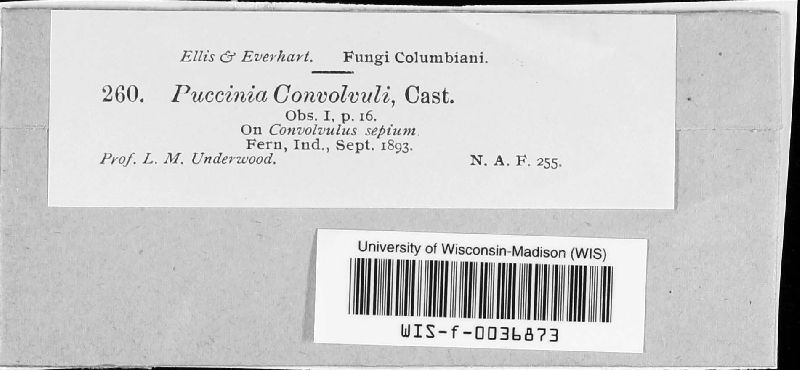 Ellis & Everhart. Fungi Columbiani.
260. Puccinia Convolvuli, Cast.
Obs. I, p. 16.
On Convolvulus sepium.
Fern, Ind., Sept. 1893.
Prof. L. M. Underwood. N. A. F. 255.
University of Wisconsin-Madison (WIS)
WIS-f-0036873